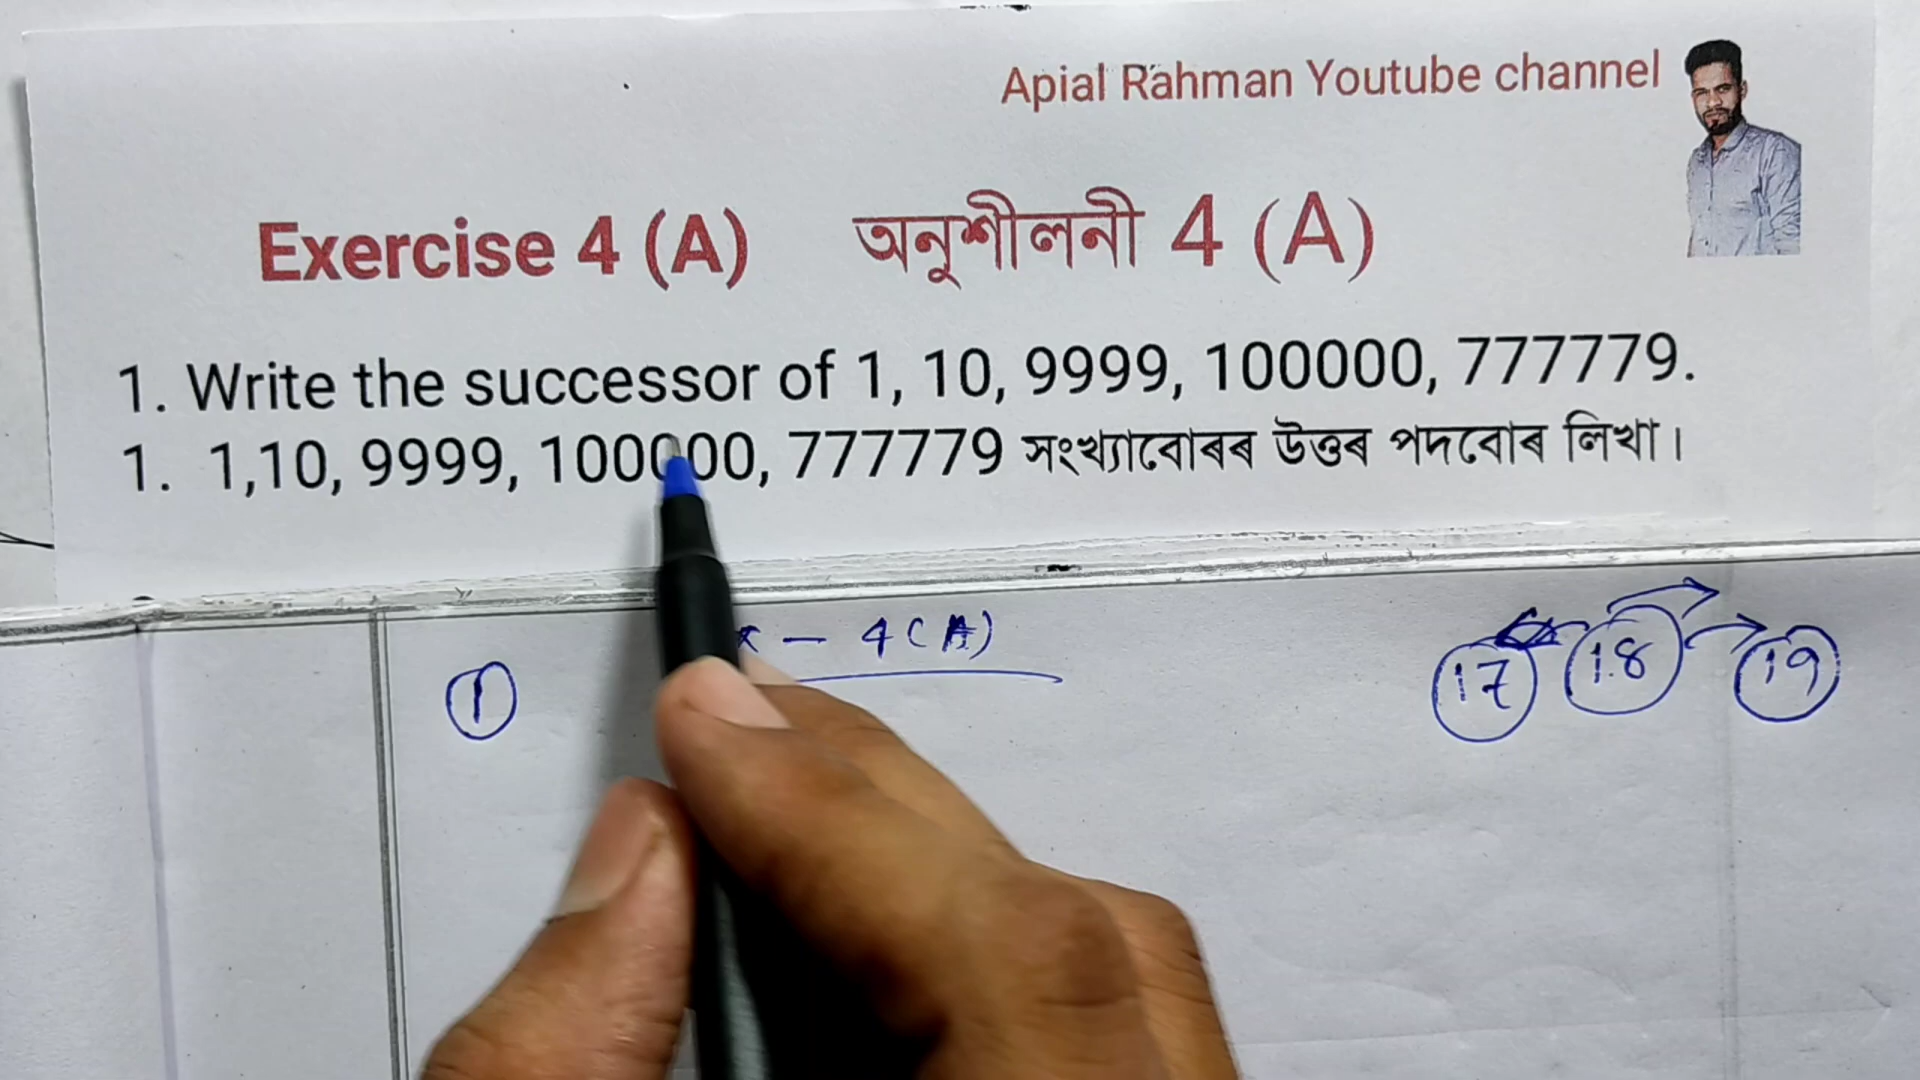 Apial Rahman Youtube channel
Exercise 4 (A) অনুশীলনী 4 (A)
1. Write the successor of 1, 10, 9999, 100000, 777779.
1. 1,10, 9999, 100000, 777779 সংখ্যাবোৰৰ উত্তৰ পদবোৰ লিখা।
x - 4(A)
1
17 18 19